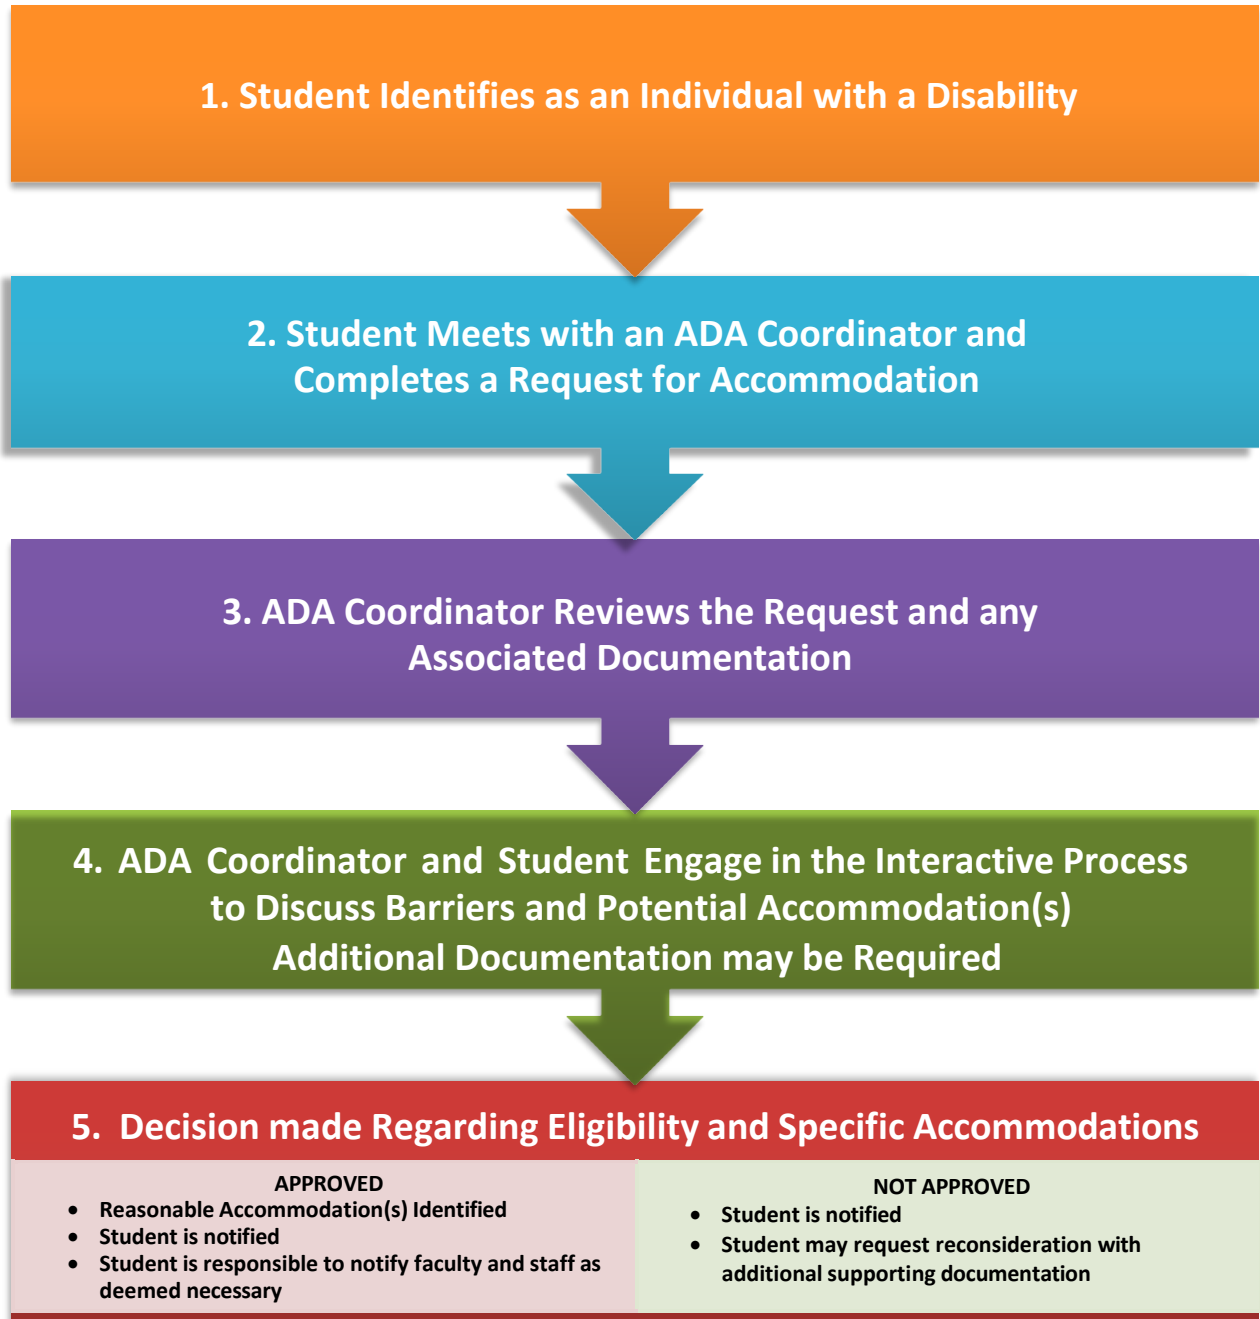 1. Student Identifies as an Individual with a Disability
2. Student Meets with an ADA Coordinator and
Completes a Request for Accommodation
3. ADA Coordinator Reviews the Request and any
Associated Documentation
4. ADA Coordinator and Student Engage in the Interactive Process
to Discuss Barriers and Potential Accommodation(s)
Additional Documentation may be Required
5. Decision made Regarding Eligibility and Specific Accommodations
APPROVED
• Reasonable Accommodation(s) Identified
• Student is notified
• Student is responsible to notify faculty and staff as
deemed necessary
NOT APPROVED
• Student is notified
• Student may request reconsideration with
additional supporting documentation